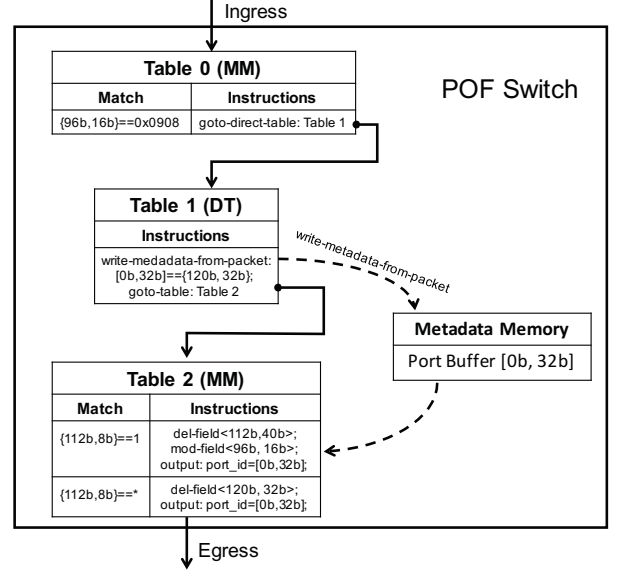 Ingress
POF Switch
Table 0 (MM)
Match Instructions
{96b,16b}==0x0908 goto-direct-table: Table 1
Table 1 (DT)
Instructions
write-medadata-from-packet:
[0b,32b]=={120b, 32b};
goto-table: Table 2
write-metadata-from-packet
Metadata Memory
Port Buffer [0b, 32b]
Table 2 (MM)
Match Instructions
{112b,8b}==1
del-field<112b,40b>;
mod-field<96b, 16b>;
output: port_id=[0b,32b];
{112b,8b}==*
del-field<120b, 32b>;
output: port_id=[0b,32b];
Egress